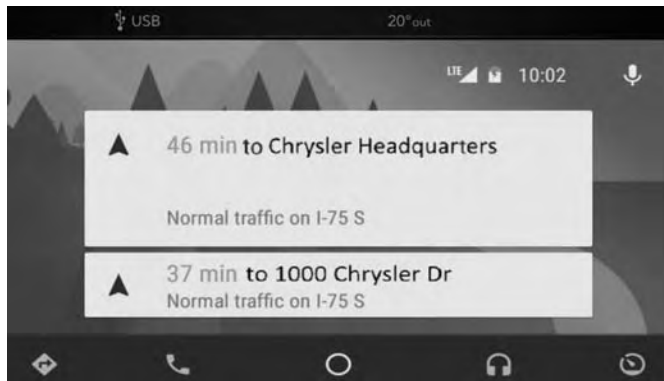 USB
20°out
LTE 10:02
46 min to Chrysler Headquarters
Normal traffic on I-75 S
37 min to 1000 Chrysler Dr
Normal traffic on I-75 S